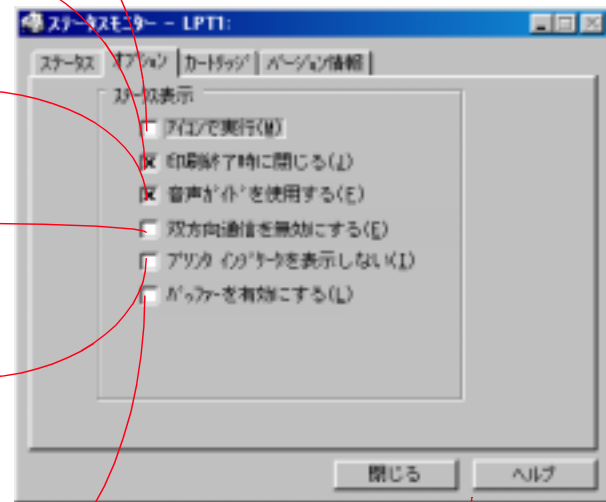 ステータスモニター - LPT1:
ステータス オプション カートリッジ バージョン情報
ステータス表示
アイコンで実行(M)
印刷終了時に閉じる(J)
音声ガイドを使用する(E)
双方向通信を無効にする(E)
プリンタ インジケータを表示しない(I)
バッファーを有効にする(L)
閉じる ヘルプ